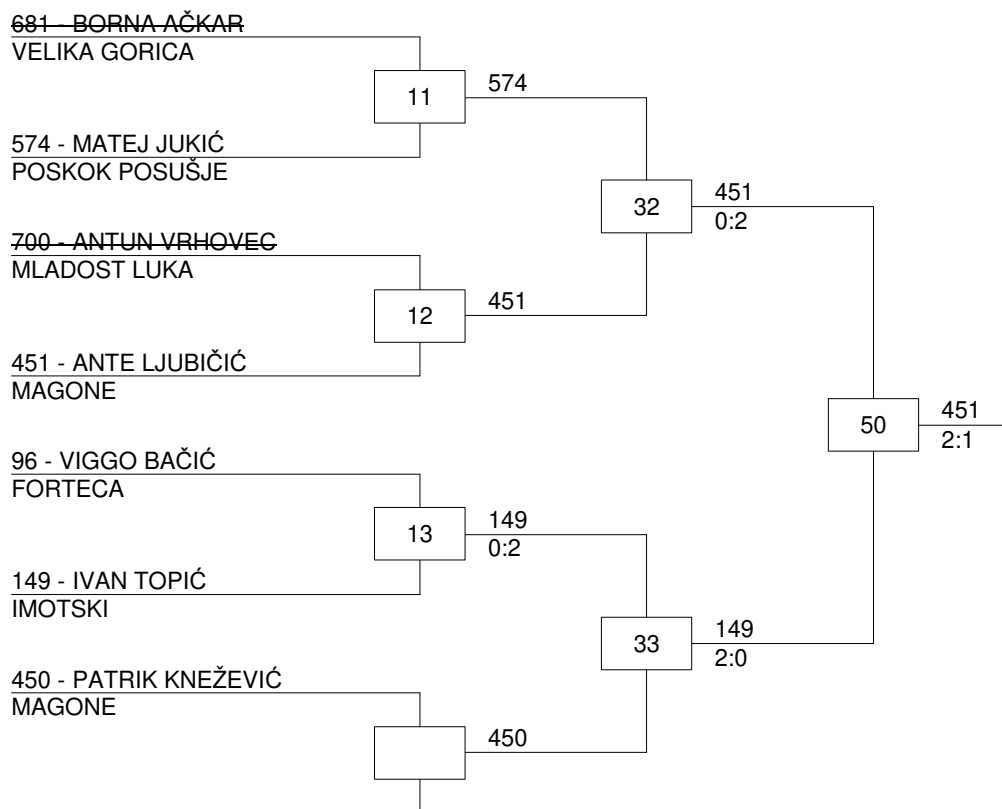 681 - BORNA AČKAR
VELIKA GORICA
11
574
574 - MATEJ JUKIĆ
POSKOK POSUŠJE
32
451
0:2
700 - ANTUN VRHOVEC
MLADOST LUKA
12
451
451 - ANTE LJUBIČIĆ
MAGONE
50
451
2:1
96 - VIGGO BAČIĆ
FORTECA
13
149
0:2
149 - IVAN TOPIĆ
IMOTSKI
33
149
2:0
450 - PATRIK KNEŽEVIĆ
MAGONE
450